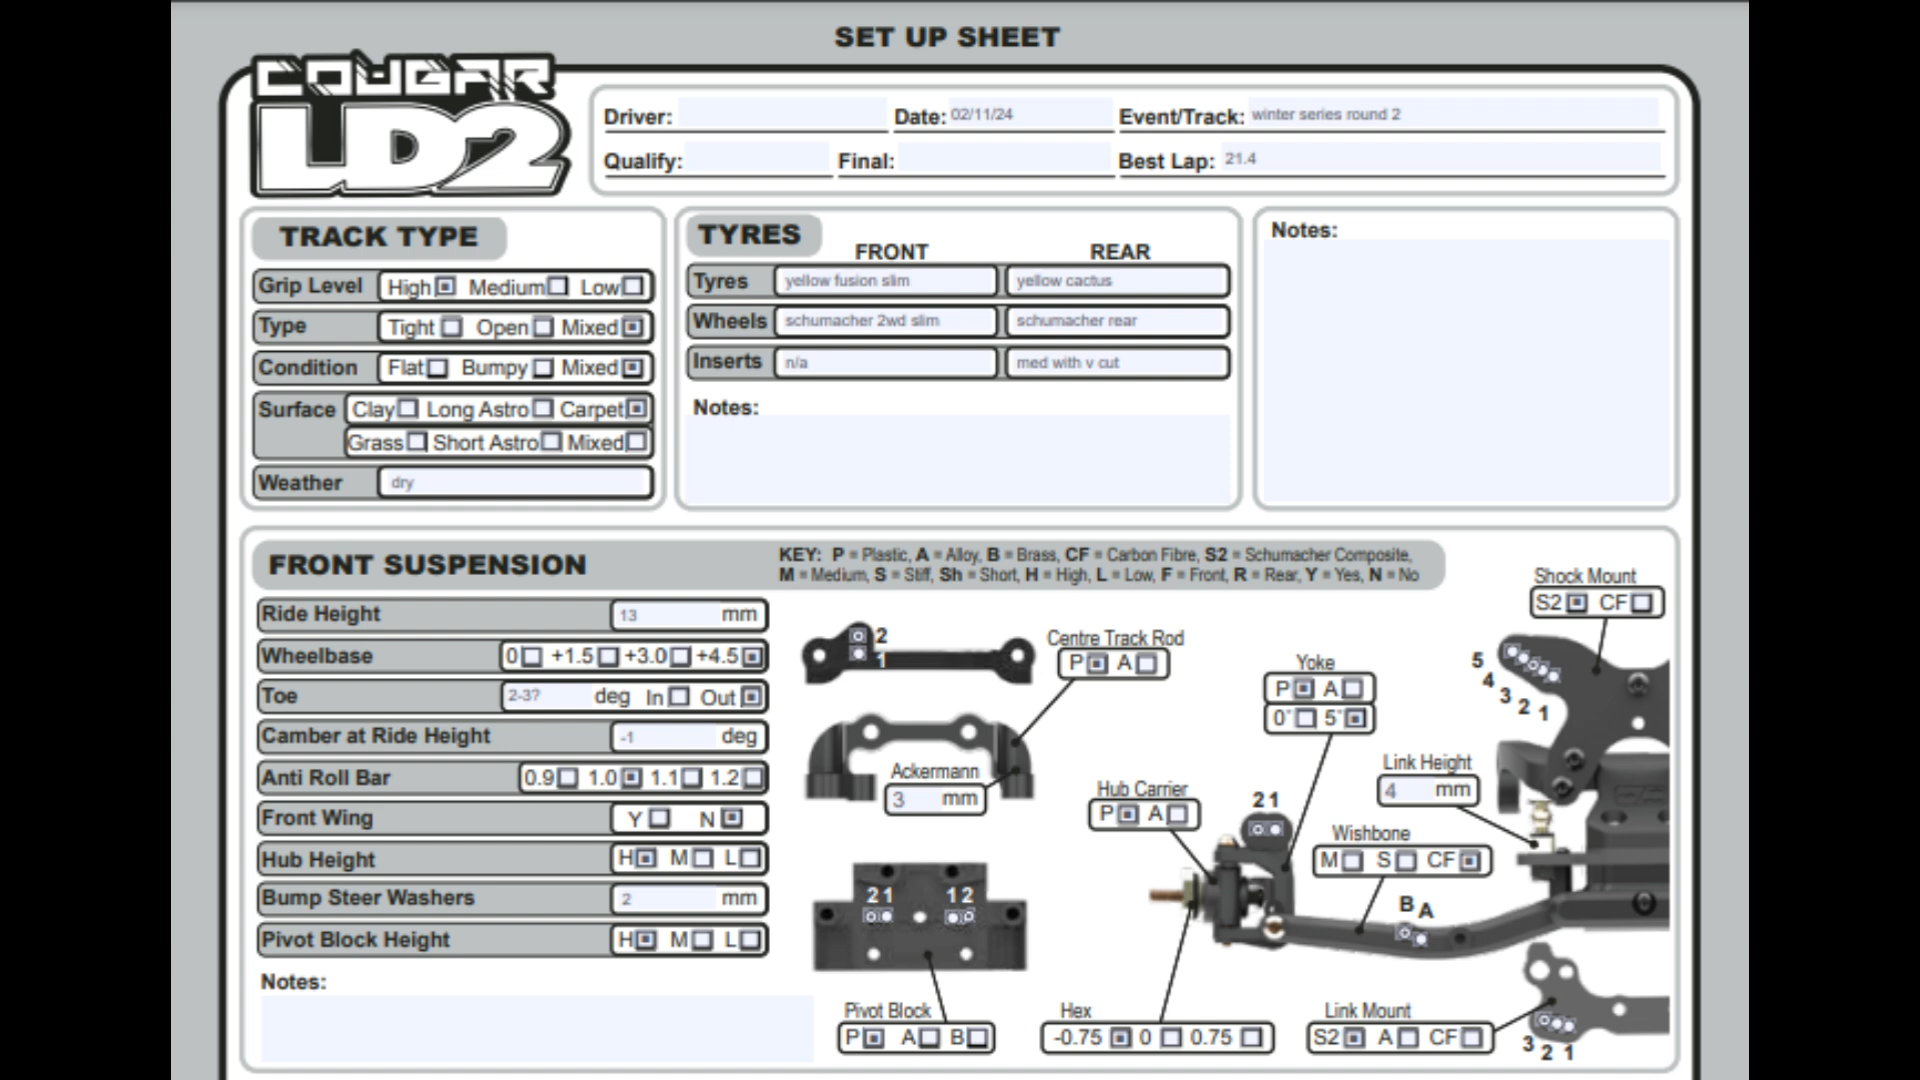 SET UP SHEET
COUGAR
LD2
Driver: Date: 02/11/24 Event/Track: winter series round 2
Qualify: Final: Best Lap: 21.4
TRACK TYPE
Grip Level High Medium Low
Type Tight Open Mixed
Condition Flat Bumpy Mixed
Surface Clay Long Astro Carpet
Grass Short Astro Mixed
Weather dry
TYRES
FRONT REAR
Tyres yellow fusion slim yellow cactus
Wheels schumacher 2wd slim schumacher rear
Inserts n/a med with v cut
Notes:
Notes:
FRONT SUSPENSION
KEY: P = Plastic, A = Alloy, B = Brass, CF = Carbon Fibre, S2 = Schumacher Composite,
M = Medium, S = Stiff, Sh = Short, H = High, L = Low, F = Front, R = Rear, Y = Yes, N = No
Ride Height 13 mm
Wheelbase 0 +1.5 +3.0 +4.5
Toe 2-3? deg In Out
Camber at Ride Height -1 deg
Anti Roll Bar 0.9 1.0 1.1 1.2
Front Wing Y N
Hub Height H M L
Bump Steer Washers 2 mm
Pivot Block Height H M L
Notes:
2
1
Centre Track Rod
P A
Ackermann
3 mm
2 1 1 2
Pivot Block
P A B
Yoke
P A
0° 5°
Hub Carrier
P A
2 1
Hex
-0.75 0 0.75
Shock Mount
S2 CF
5
4
3
2
1
Link Height
4 mm
Wishbone
M S CF
B A
Link Mount
S2 A CF
3 2 1